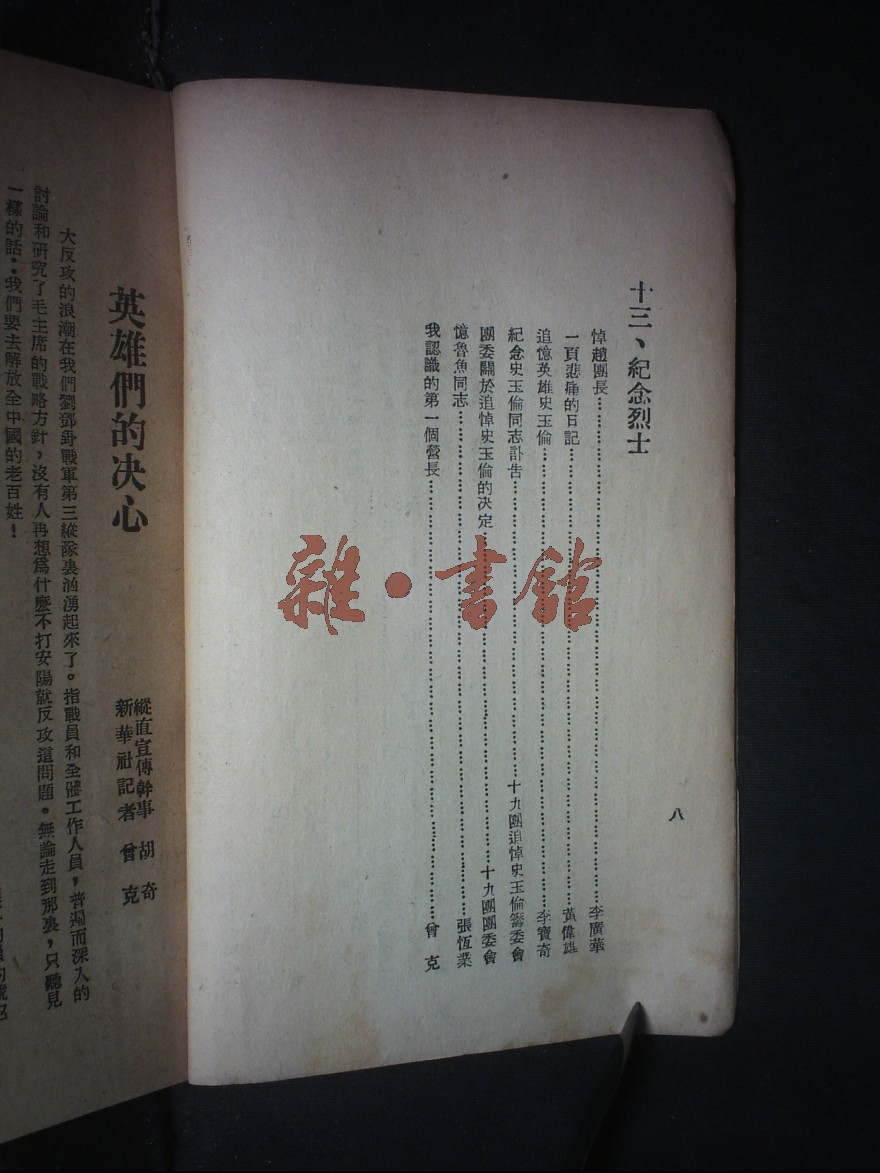 十三、紀念烈士
悼趙團長 李廣華
一頁悲痛的日記 黃偉雄
追憶英雄史玉倫 李寶奇
紀念史玉倫同志訃告 十九團追悼史玉倫籌委會
團委關於追悼史玉倫的决定 十九團團委會
憶魯魚同志 張恆業
我認識的第一個營長 曾克
八
雜·書館
英雄們的决心
縱直宣傳幹事 胡奇
新華社記者 曾克
大反攻的浪潮在我們劉鄧野戰軍第三縱隊裏汹湧起來了。指戰員和全體工作人員，普遍而深入的
討論和研究了毛主席的戰略方針，沒有人再想爲什麼不打安陽就反攻這問題。無論走到那裏，只聽見
一樣的話：我們要去解放全中國的老百姓！